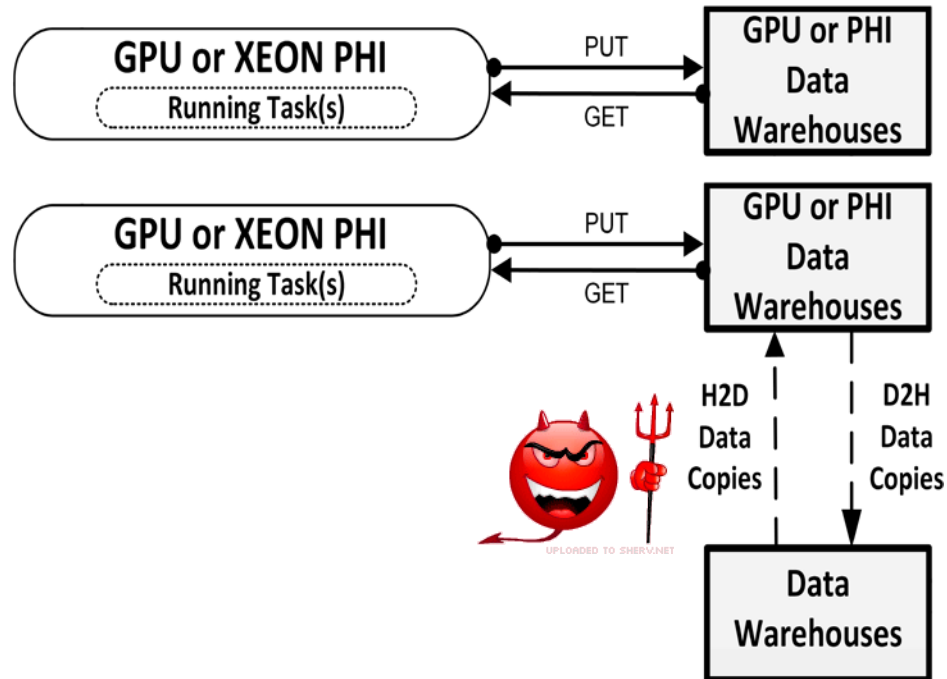 GPU or XEON PHI
Running Task(s)
PUT
GET
GPU or PHI
Data
Warehouses
GPU or XEON PHI
Running Task(s)
PUT
GET
GPU or PHI
Data
Warehouses
H2D
Data
Copies
D2H
Data
Copies
UPLOADED TO SHERV.NET
Data
Warehouses